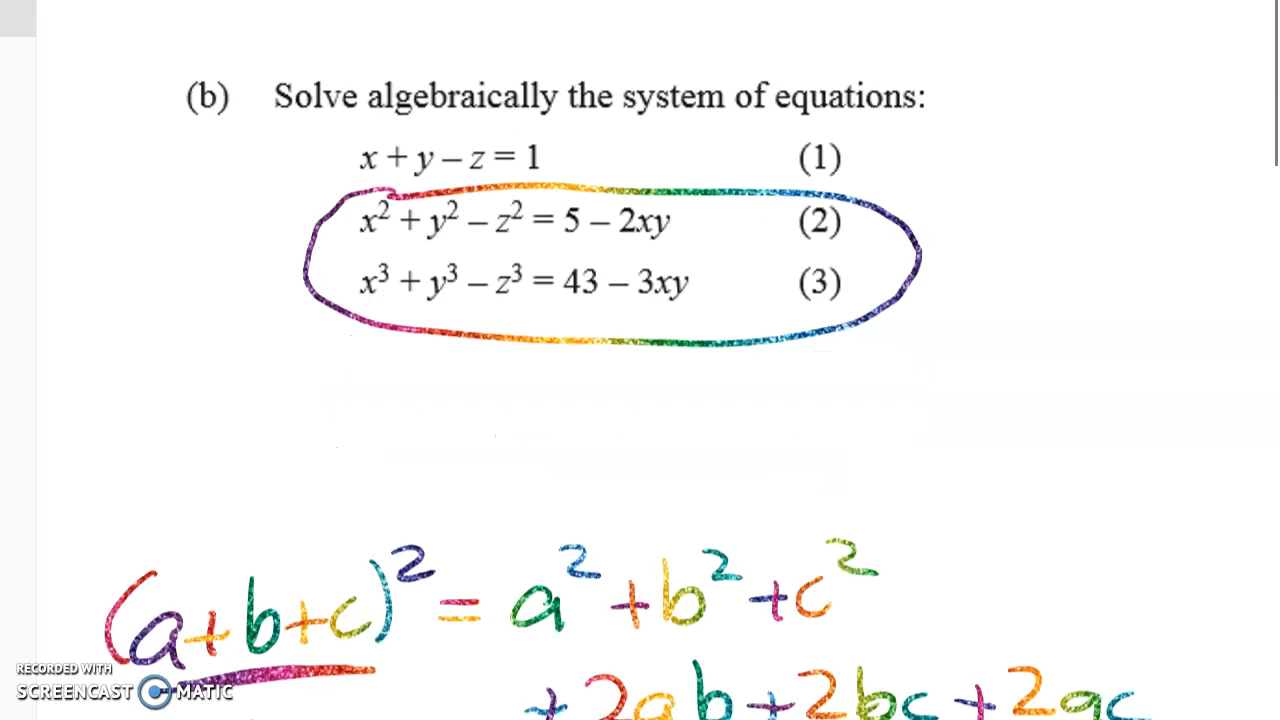 (b) Solve algebraically the system of equations:
x + y – z = 1 (1)
x² + y² – z² = 5 – 2xy (2)
x³ + y³ – z³ = 43 – 3xy (3)
(a+b+c)² = a² + b² + c²
+2ab+2bc+2ac
RECORDED WITH
SCREENCAST MATIC